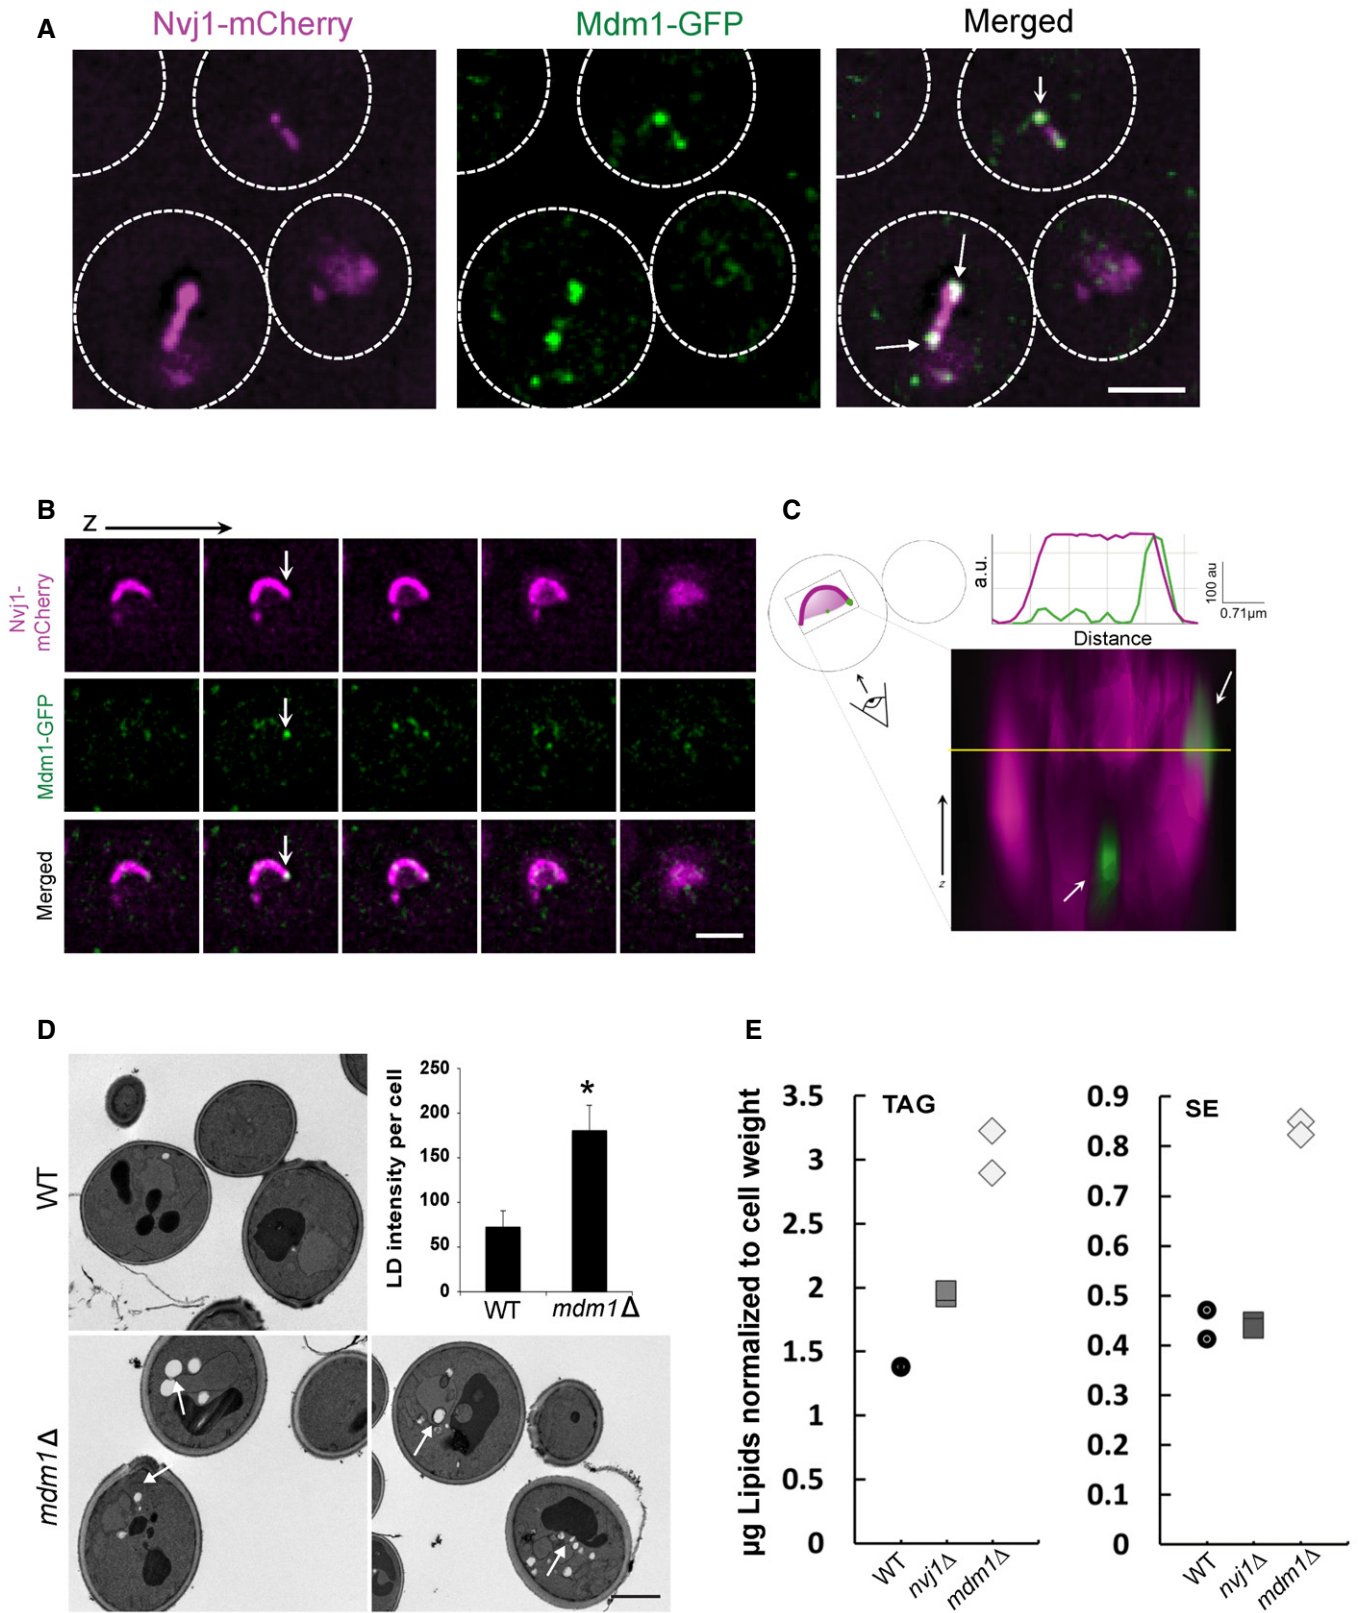 A
Nvj1-mCherry
Mdm1-GFP
Merged
B
z
Nvj1-
mCherry
Mdm1-GFP
Merged
C
a.u.
100 au
0.71µm
Distance
z
D
WT
mdm1Δ
LD intensity per cell
250
200
150
100
50
0
*
WT
mdm1Δ
E
µg Lipids normalized to cell weight
TAG
3.5
3
2.5
2
1.5
1
0.5
0
WT
nvj1Δ
mdm1Δ
SE
0.9
0.8
0.7
0.6
0.5
0.4
0.3
0.2
0.1
0
WT
nvj1Δ
mdm1Δ